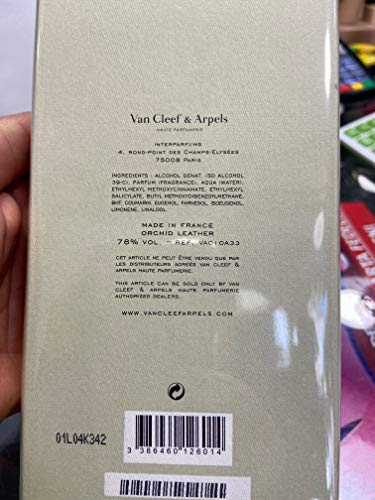 Van Cleef & Arpels
HAUTE PARFUMERIE
INTERPARFUMS
4, ROND-POINT DES CHAMPS-ELYSÉES
75008 PARIS
INGREDIENTS : ALCOHOL DENAT. (SD ALCOHOL
39-C), PARFUM (FRAGRANCE), AQUA (WATER),
ETHYLHEXYL METHOXYCINNAMATE, ETHYLHEXYL
SALICYLATE, BUTYL METHOXYDIBENZOYLMETHANE,
BHT, COUMARIN, EUGENOL, FARNESOL, ISOEUGENOL,
LIMONENE, LINALOOL.
MADE IN FRANCE
ORCHID LEATHER
78% VOL. – REF. VA010A33
CET ARTICLE NE PEUT ÊTRE VENDU QUE PAR
LES DISTRIBUTEURS AGRÉÉS VAN CLEEF &
ARPELS HAUTE PARFUMERIE.
THIS ARTICLE CAN BE SOLD ONLY BY
VAN CLEEF & ARPELS HAUTE PARFUMERIE
AUTHORIZED DEALERS.
WWW.VANCLEEFARPELS.COM
01L04K342
3 386460 126014